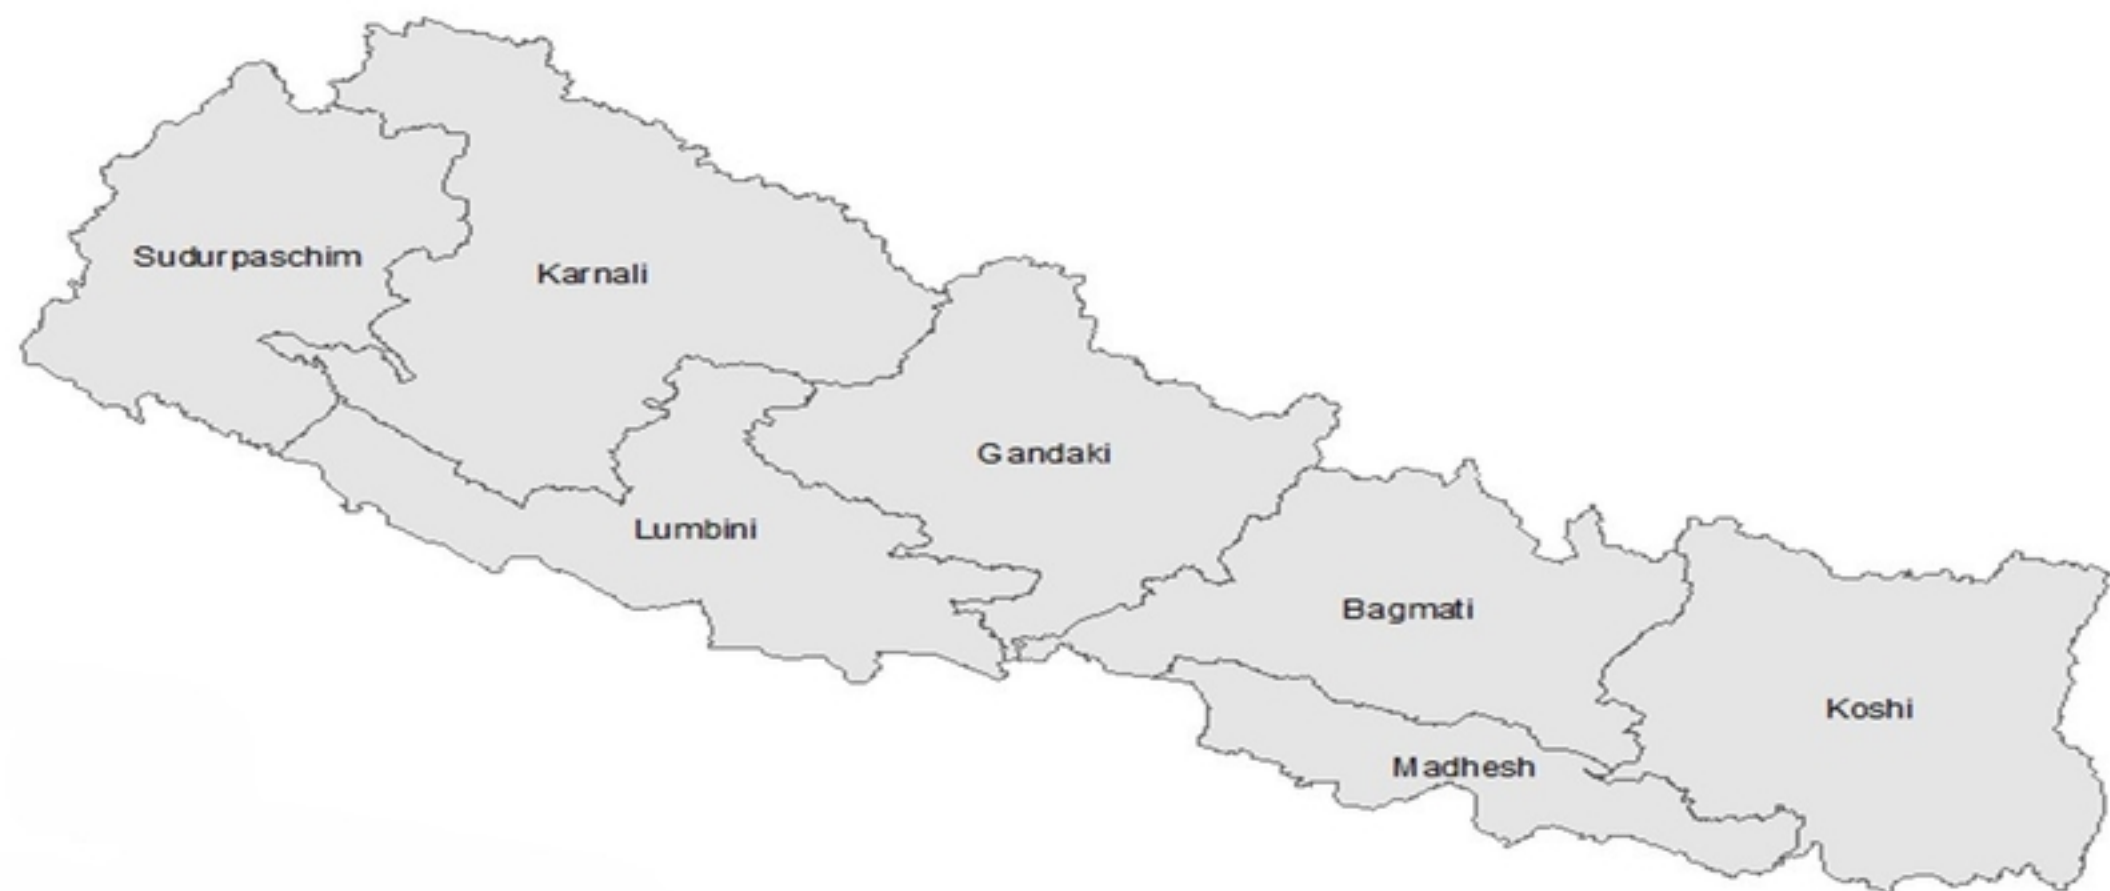 Sudurpaschim
Karnali
Gandaki
Lumbini
Bagmati
Koshi
Madhesh